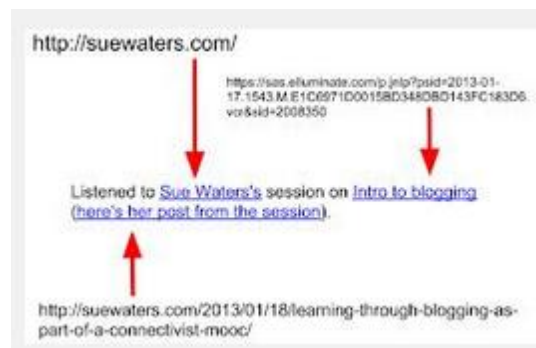 http://suewaters.com/
https://sas.elluminate.com/p.jnlp?psid=2013-01-
17.1543.M.E1C6971D0015BD348DBD143FC183D6.
vcr&sid=2008350
Listened to Sue Waters's session on Intro to blogging
(here's her post from the session).
http://suewaters.com/2013/01/18/learning-through-blogging-as-
part-of-a-connectivist-mooc/